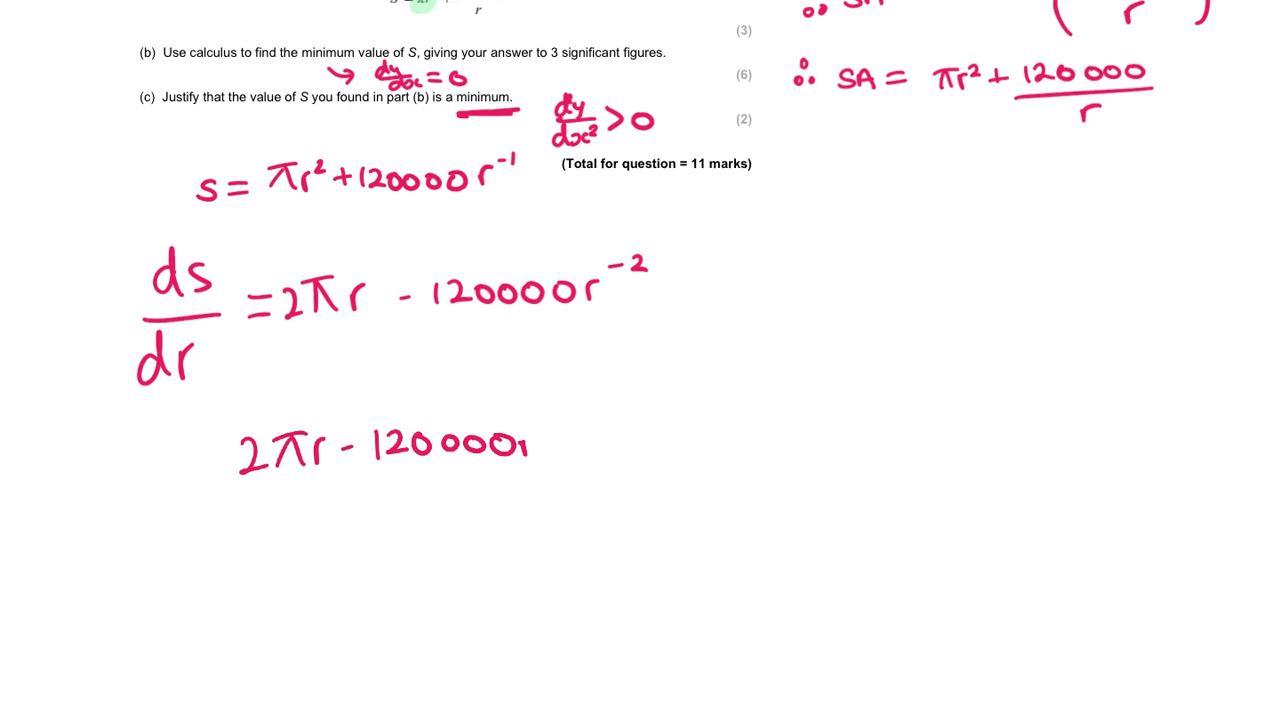 r
(3)
(b) Use calculus to find the minimum value of S, giving your answer to 3 significant figures.
dy/dx = 0
(6)
(c) Justify that the value of S you found in part (b) is a minimum.
dy/dx² > 0
(2)
(Total for question = 11 marks)
r
∴ SA = πr² + 120 000 / r
s = πr² + 120000 r⁻¹
ds/dr = 2πr - 120000r⁻²
2πr - 120000r